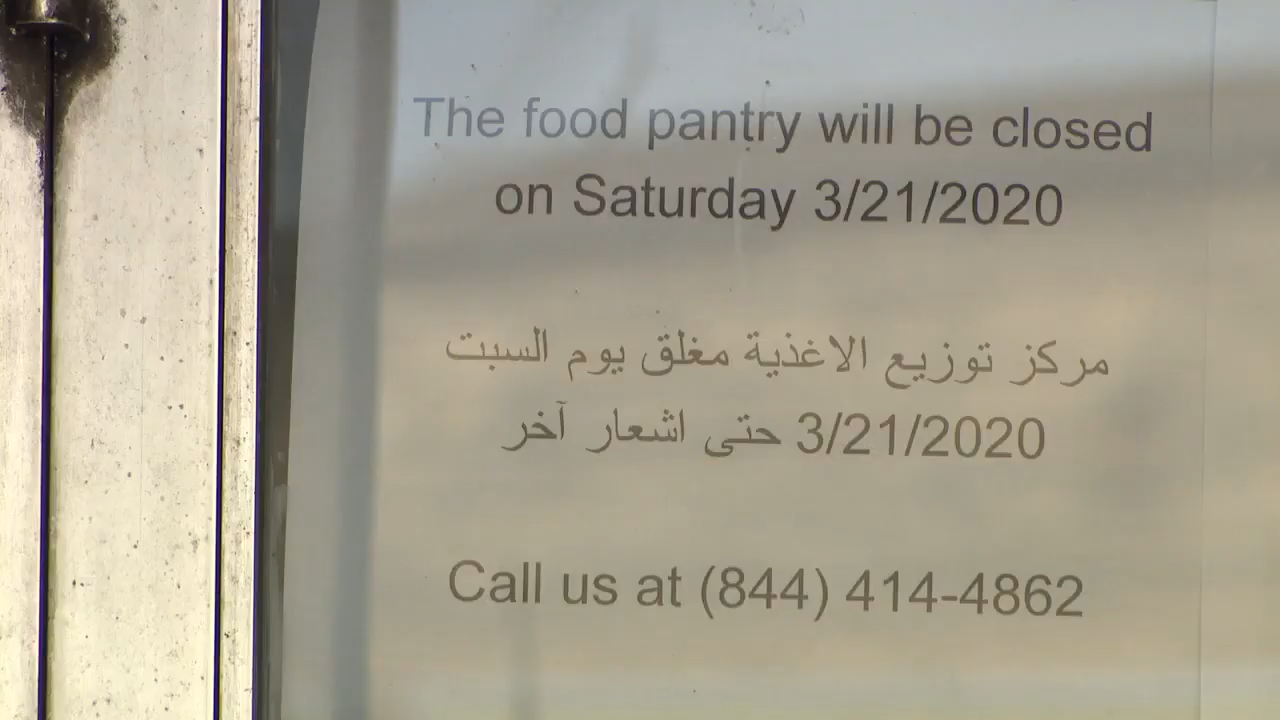 The food pantry will be closed
on Saturday 3/21/2020
مركز توزيع الاغذية مغلق يوم السبت
3/21/2020 حتى اشعار آخر
Call us at (844) 414-4862